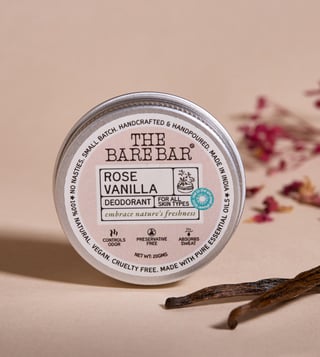 NO NASTIES. SMALL BATCH. HANDCRAFTED & HANDPOURED. MADE IN INDIA
THE
BARE BAR®
ROSE
VANILLA
DEODORANT
FOR ALL
SKIN TYPES
embrace nature's freshness
CONTROLS
ODOR
PRESERVATIVE
FREE
ABSORBS
SWEAT
NET WT: 20GMS
100% NATURAL. VEGAN. CRUELTY FREE. MADE WITH PURE ESSENTIAL OILS